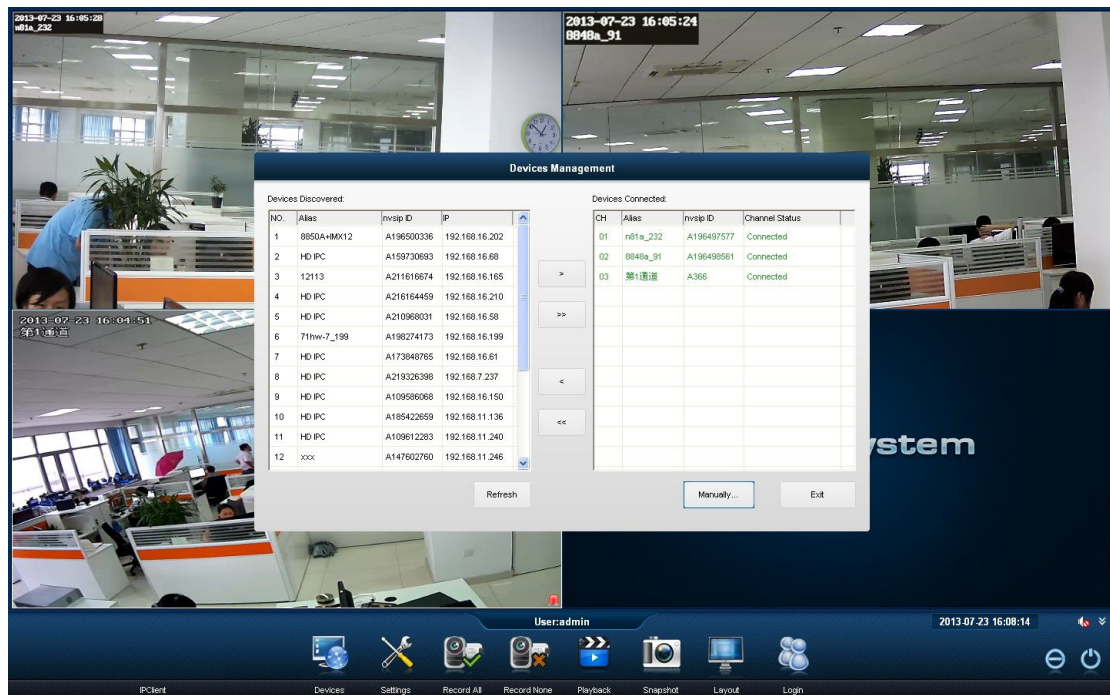 2013-07-23 16:05:28
n81a_232
2013-07-23 16:05:24
8848a_91
2013-07-23 16:04:51
第1通道
Devices Management
Devices Discovered:
NO. Alias nvsip ID IP
1 8850A+IMX12 A196500336 192.168.16.202
2 HD IPC A159730693 192.168.16.68
3 12113 A211616674 192.168.16.165
4 HD IPC A216164459 192.168.16.210
5 HD IPC A210968031 192.168.16.58
6 71hw-7_199 A198274173 192.168.16.199
7 HD IPC A173848765 192.168.16.61
8 HD IPC A219326398 192.168.7.237
9 HD IPC A109586068 192.168.16.150
10 HD IPC A185422659 192.168.11.136
11 HD IPC A109612283 192.168.11.240
12 xxx A147602760 192.168.11.246
Refresh
>
>>
<
<<
Devices Connected:
CH Alias nvsip ID Channel Status
01 n81a_232 A196497577 Connected
02 8848a_91 A196498561 Connected
03 第1通道 A366 Connected
Manually... Exit
ystem
User:admin
2013-07-23 16:08:14
IPClient Devices Settings Record All Record None Playback Snapshot Layout Login